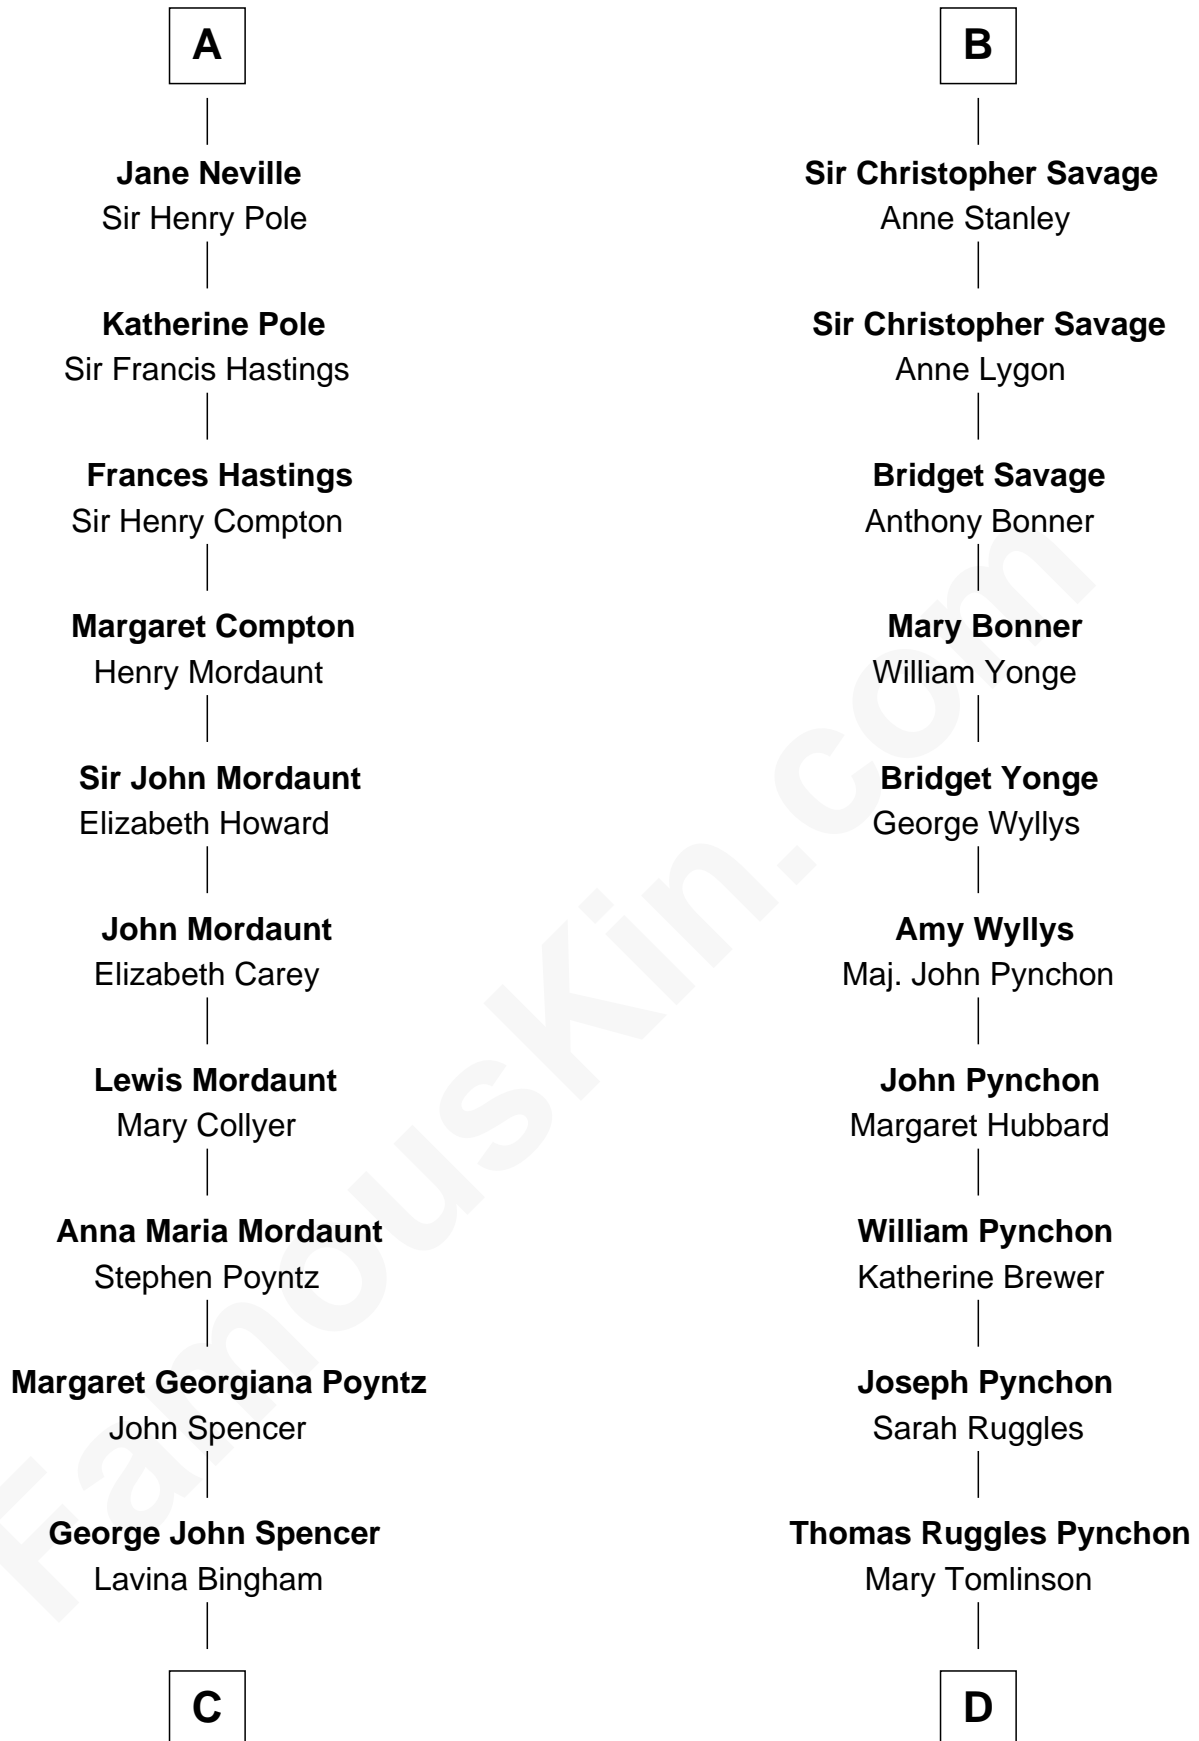 A
Jane Neville
Sir Henry Pole
Katherine Pole
Sir Francis Hastings
Frances Hastings
Sir Henry Compton
Margaret Compton
Henry Mordaunt
Sir John Mordaunt
Elizabeth Howard
John Mordaunt
Elizabeth Carey
Lewis Mordaunt
Mary Collyer
Anna Maria Mordaunt
Stephen Poyntz
Margaret Georgiana Poyntz
John Spencer
George John Spencer
Lavina Bingham
C
B
Sir Christopher Savage
Anne Stanley
Sir Christopher Savage
Anne Lygon
Bridget Savage
Anthony Bonner
Mary Bonner
William Yonge
Bridget Yonge
George Wyllys
Amy Wyllys
Maj. John Pynchon
John Pynchon
Margaret Hubbard
William Pynchon
Katherine Brewer
Joseph Pynchon
Sarah Ruggles
Thomas Ruggles Pynchon
Mary Tomlinson
D
FamousKin.com